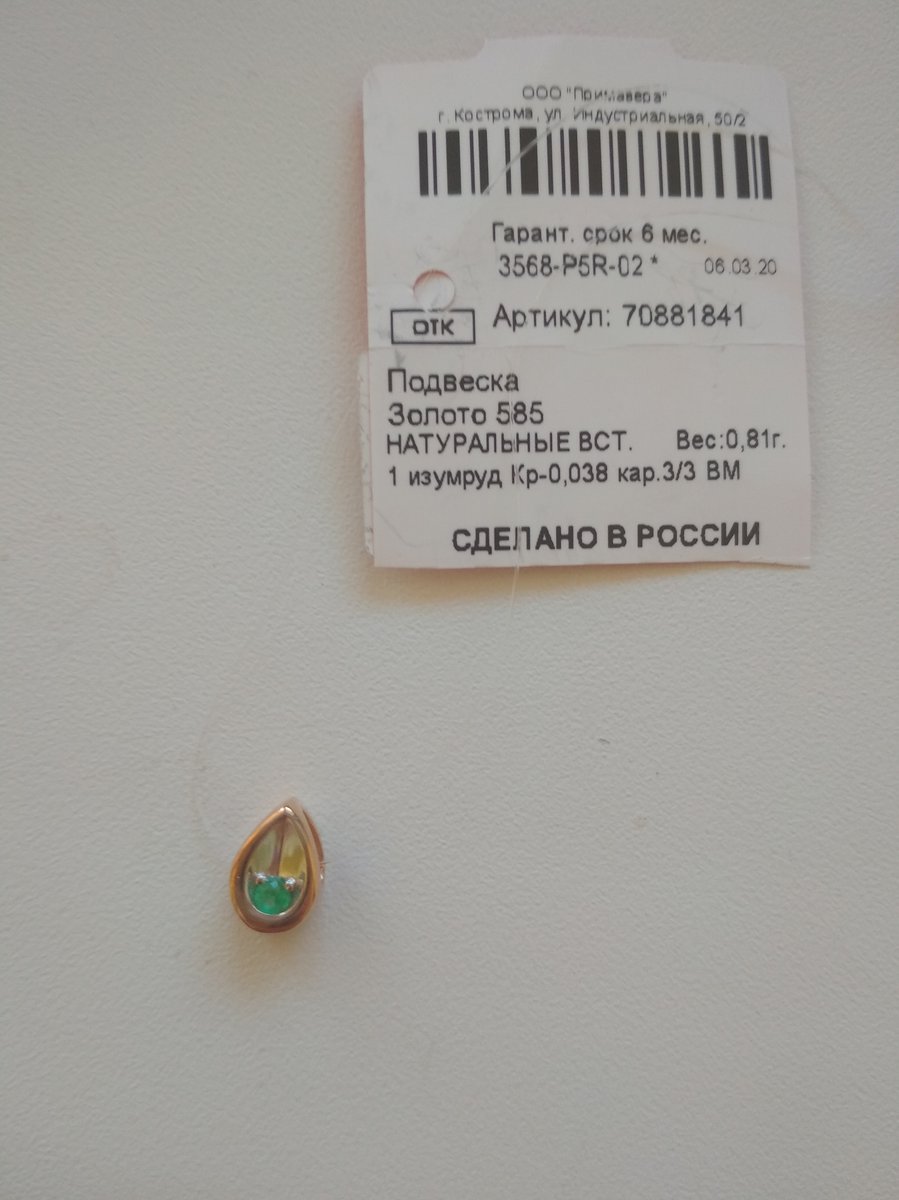 ООО "Примавера"
г. Кострома, ул. Индустриальная, 50/2
Гарант. срок 6 мес.
3568-P5R-02 * 06.03.20
ОТК Артикул: 70881841
Подвеска
Золото 585
НАТУРАЛЬНЫЕ ВСТ. Вес:0,81г.
1 изумруд Кр-0,038 кар.3/3 ВМ
СДЕЛАНО В РОССИИ